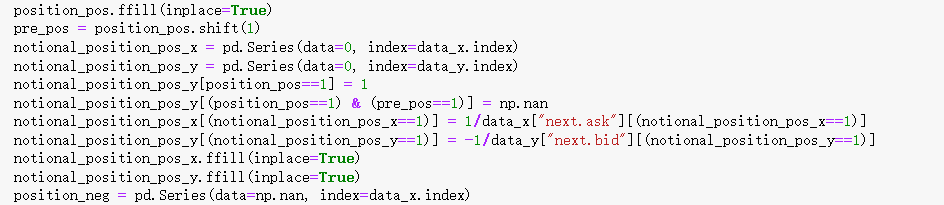 position_pos.ffill(inplace=True)
pre_pos = position_pos.shift(1)
notional_position_pos_x = pd.Series(data=0, index=data_x.index)
notional_position_pos_y = pd.Series(data=0, index=data_y.index)
notional_position_pos_y[position_pos==1] = 1
notional_position_pos_y[(position_pos==1) & (pre_pos==1)] = np.nan
notional_position_pos_x[(notional_position_pos_x==1)] = 1/data_x["next.ask"][(notional_position_pos_x==1)]
notional_position_pos_y[(notional_position_pos_y==1)] = -1/data_y["next.bid"][(notional_position_pos_y==1)]
notional_position_pos_x.ffill(inplace=True)
notional_position_pos_y.ffill(inplace=True)
position_neg = pd.Series(data=np.nan, index=data_x.index)